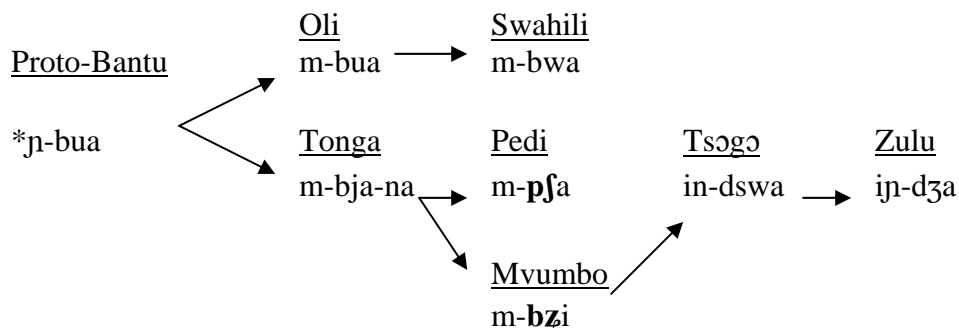 Oli Swahili
Proto-Bantu m-bua m-bwa
*ɲ-bua Tonga Pedi Tsɔgɔ Zulu
m-bja-na m-pʃa in-dswa iɲ-dʒa
Mvumbo
m-bʑi